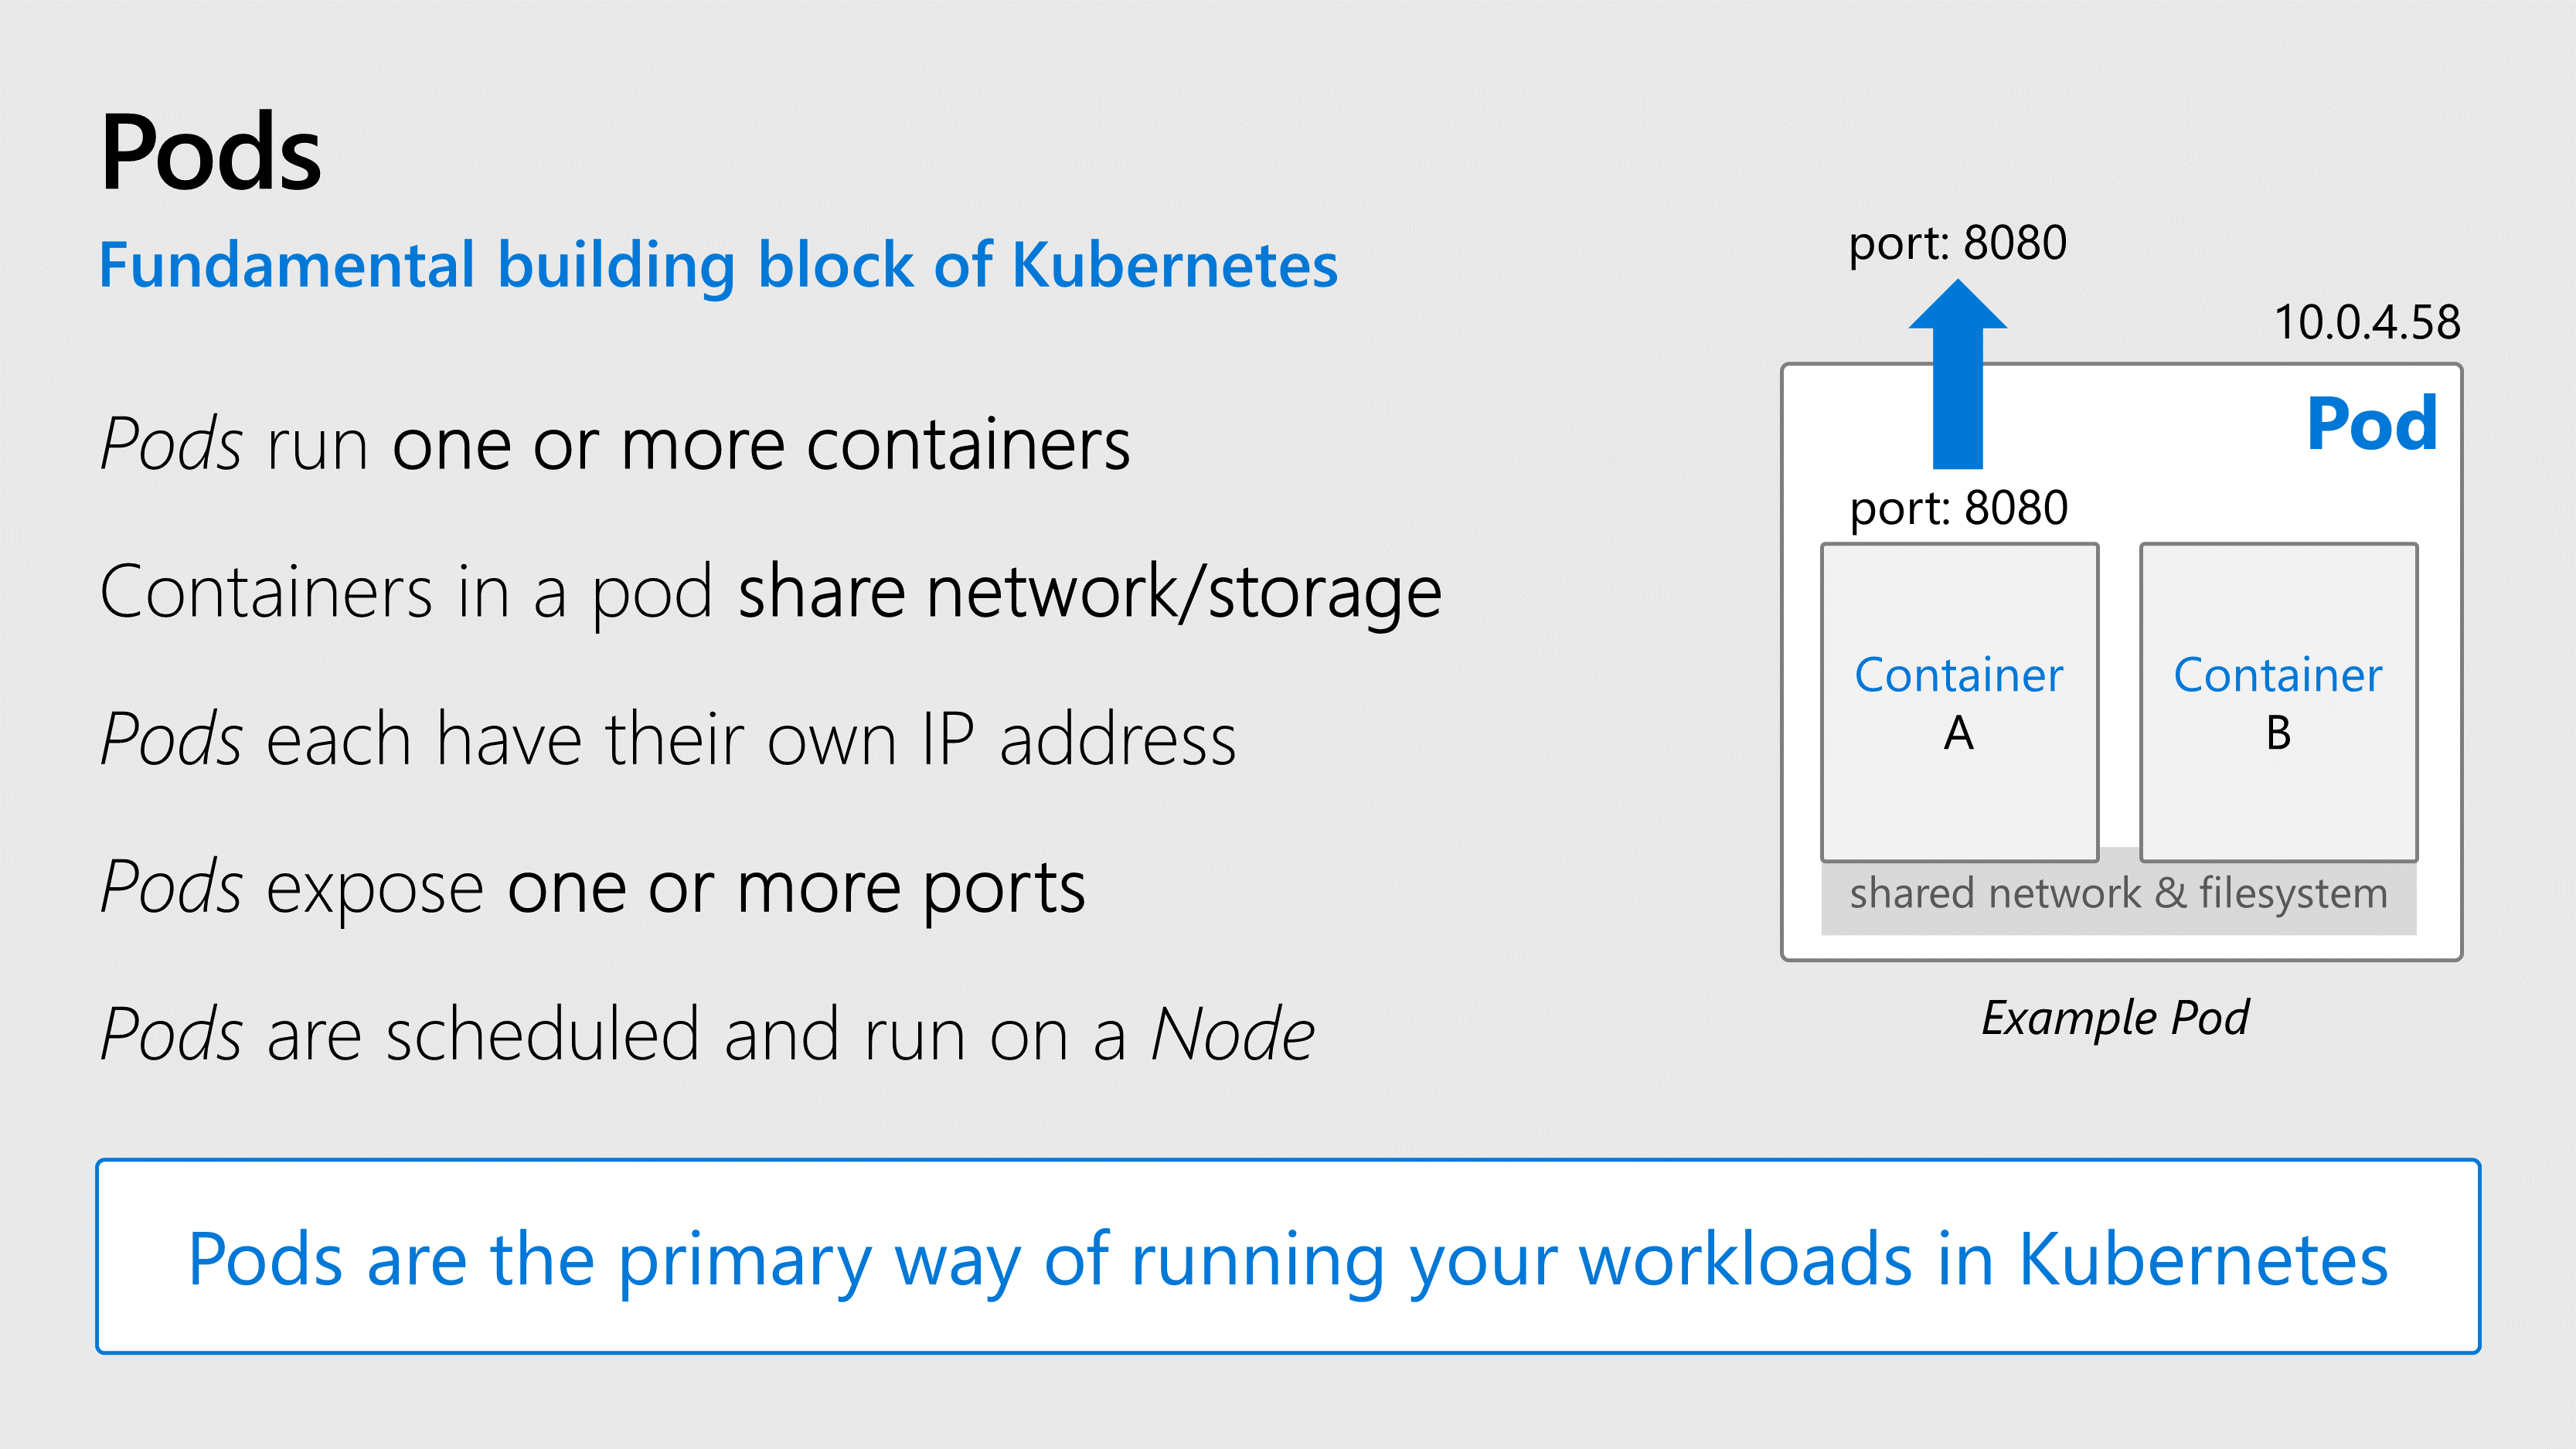 Pods
Fundamental building block of Kubernetes
Pods run one or more containers
Containers in a pod share network/storage
Pods each have their own IP address
Pods expose one or more ports
Pods are scheduled and run on a Node
port: 8080
10.0.4.58
Pod
port: 8080
Container
A
Container
B
shared network & filesystem
Example Pod
Pods are the primary way of running your workloads in Kubernetes